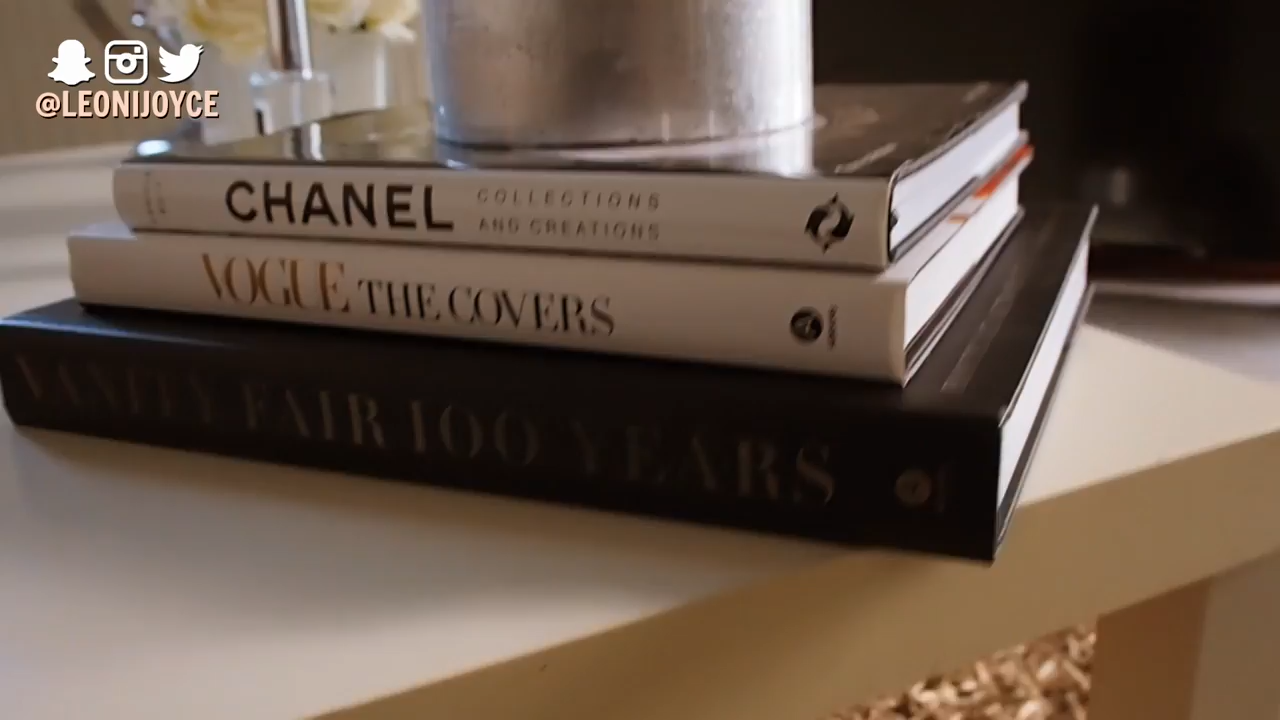 @LEONIJOYCE
CHANEL
COLLECTIONS
AND CREATIONS
VOGUE THE COVERS
VANITY FAIR 100 YEARS